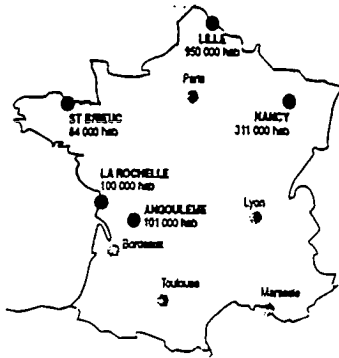 LILLE
950 000 hab
Paris
ST BRIEUC
84 000 hab
NANCY
311 000 hab
LA ROCHELLE
100 000 hab
ANGOULEME
101 000 hab
Lyon
Bordeaux
Toulouse
Marseille